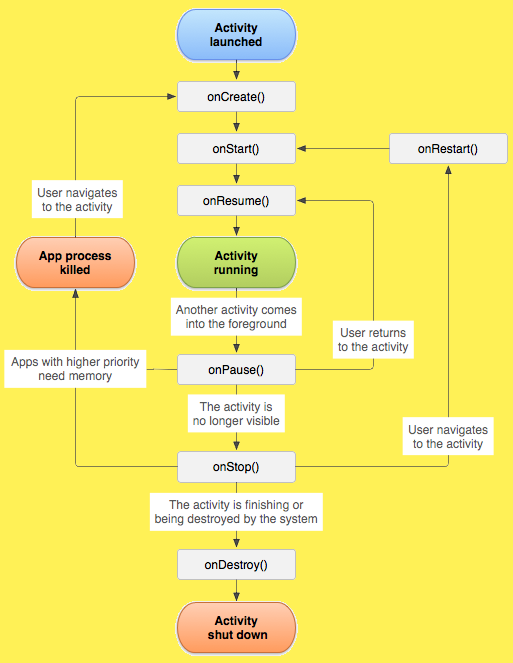 Activity
launched
onCreate()
onStart()
onRestart()
onResume()
User navigates
to the activity
App process
killed
Activity
running
Another activity comes
into the foreground
User returns
to the activity
Apps with higher priority
need memory
onPause()
The activity is
no longer visible
User navigates
to the activity
onStop()
The activity is finishing or
being destroyed by the system
onDestroy()
Activity
shut down